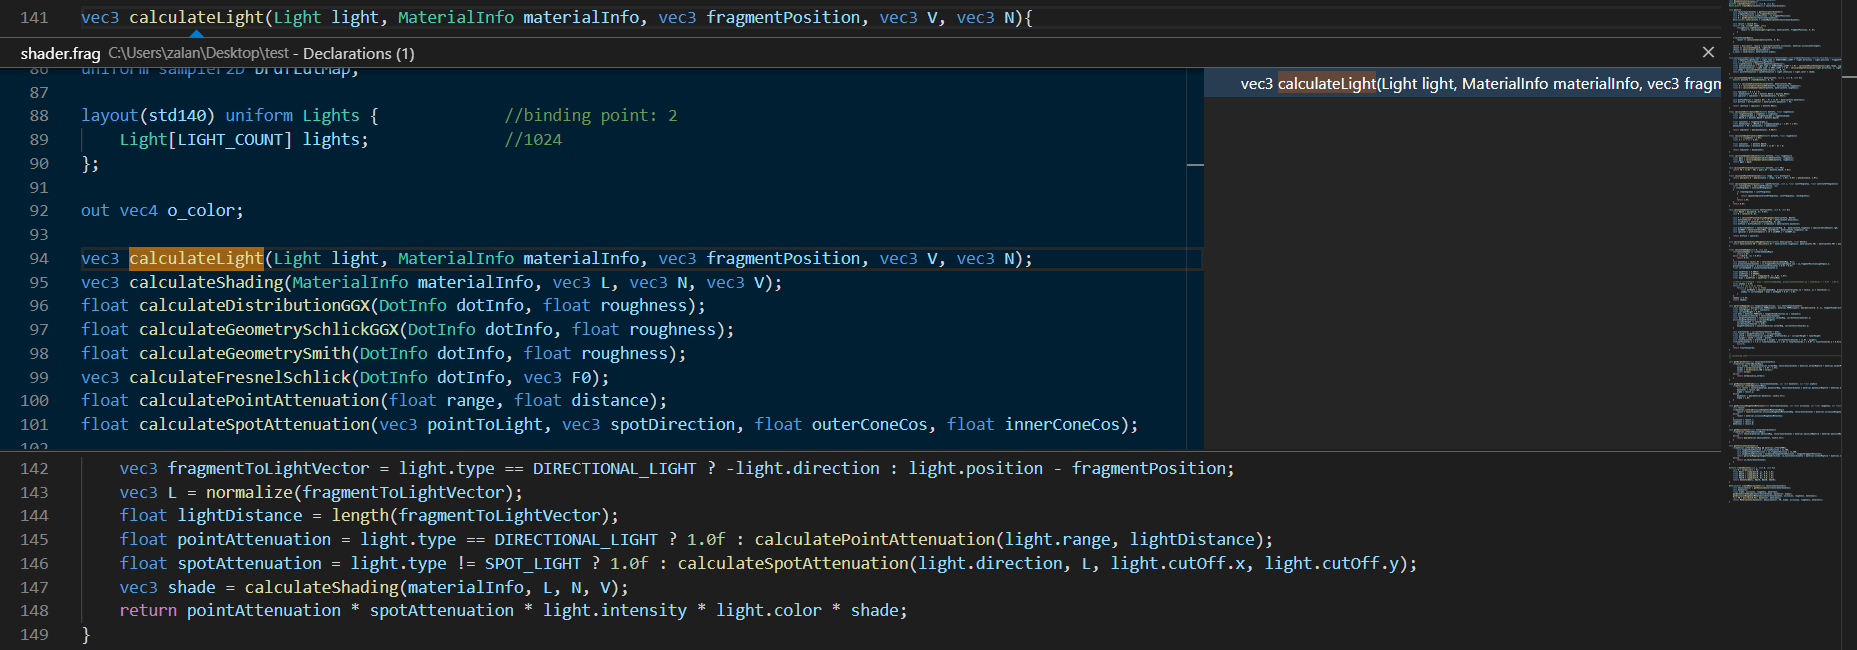 141 vec3 calculateLight(Light light, MaterialInfo materialInfo, vec3 fragmentPosition, vec3 V, vec3 N){
shader.frag C:\Users\zalan\Desktop\test - Declarations (1)
86 uniform sampler2D brdfLutMap;
vec3 calculateLight(Light light, MaterialInfo materialInfo, vec3 fragm
87
88 layout(std140) uniform Lights { //binding point: 2
89 Light[LIGHT_COUNT] lights; //1024
90 };
91
92 out vec4 o_color;
93
94 vec3 calculateLight(Light light, MaterialInfo materialInfo, vec3 fragmentPosition, vec3 V, vec3 N);
95 vec3 calculateShading(MaterialInfo materialInfo, vec3 L, vec3 N, vec3 V);
96 float calculateDistributionGGX(DotInfo dotInfo, float roughness);
97 float calculateGeometrySchlickGGX(DotInfo dotInfo, float roughness);
98 float calculateGeometrySmith(DotInfo dotInfo, float roughness);
99 vec3 calculateFresnelSchlick(DotInfo dotInfo, vec3 F0);
100 float calculatePointAttenuation(float range, float distance);
101 float calculateSpotAttenuation(vec3 pointToLight, vec3 spotDirection, float outerConeCos, float innerConeCos);
102
142 vec3 fragmentToLightVector = light.type == DIRECTIONAL_LIGHT ? -light.direction : light.position - fragmentPosition;
143 vec3 L = normalize(fragmentToLightVector);
144 float lightDistance = length(fragmentToLightVector);
145 float pointAttenuation = light.type == DIRECTIONAL_LIGHT ? 1.0f : calculatePointAttenuation(light.range, lightDistance);
146 float spotAttenuation = light.type != SPOT_LIGHT ? 1.0f : calculateSpotAttenuation(light.direction, L, light.cutOff.x, light.cutOff.y);
147 vec3 shade = calculateShading(materialInfo, L, N, V);
148 return pointAttenuation * spotAttenuation * light.intensity * light.color * shade;
149 }